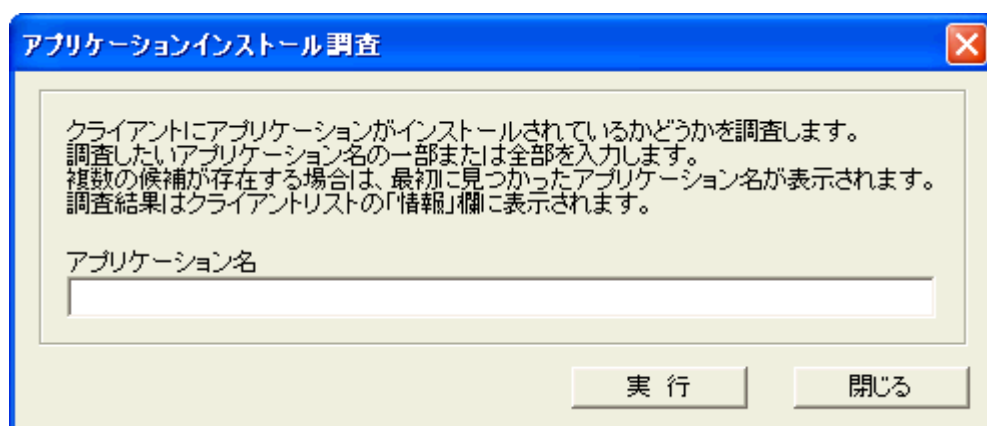 アプリケーションインストール調査
クライアントにアプリケーションがインストールされているかどうかを調査します。
調査したいアプリケーション名の一部または全部を入力します。
複数の候補が存在する場合は、最初に見つかったアプリケーション名が表示されます。
調査結果はクライアントリストの「情報」欄に表示されます。
アプリケーション名
実 行
閉じる